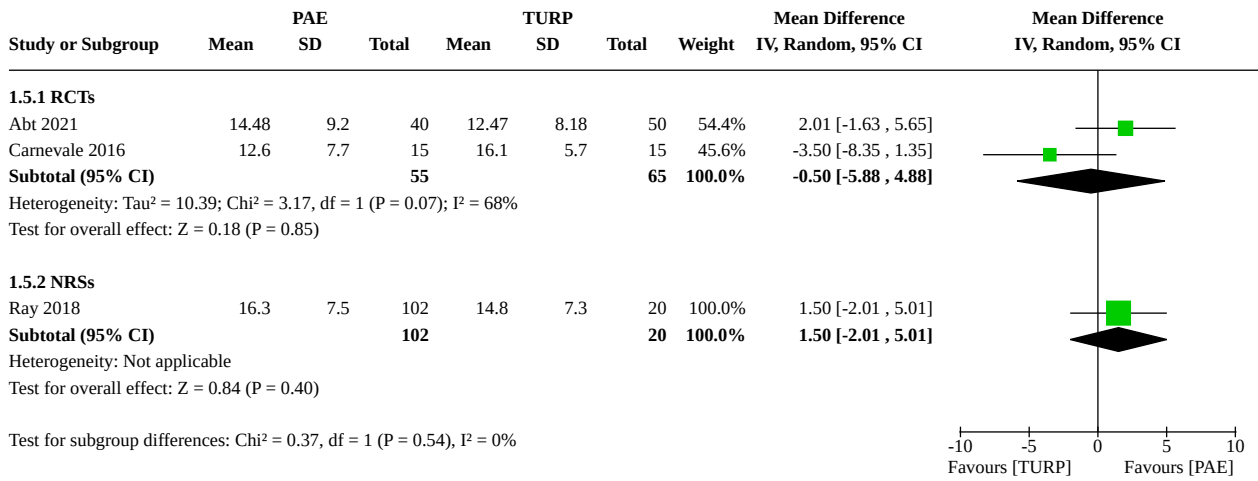 PAE TURP Mean Difference Mean Difference
Study or Subgroup Mean SD Total Mean SD Total Weight IV, Random, 95% CI IV, Random, 95% CI
1.5.1 RCTs
Abt 2021 14.48 9.2 40 12.47 8.18 50 54.4% 2.01 [-1.63 , 5.65]
Carnevale 2016 12.6 7.7 15 16.1 5.7 15 45.6% -3.50 [-8.35 , 1.35]
Subtotal (95% CI) 55 65 100.0% -0.50 [-5.88 , 4.88]
Heterogeneity: Tau² = 10.39; Chi² = 3.17, df = 1 (P = 0.07); I² = 68%
Test for overall effect: Z = 0.18 (P = 0.85)
1.5.2 NRSs
Ray 2018 16.3 7.5 102 14.8 7.3 20 100.0% 1.50 [-2.01 , 5.01]
Subtotal (95% CI) 102 20 100.0% 1.50 [-2.01 , 5.01]
Heterogeneity: Not applicable
Test for overall effect: Z = 0.84 (P = 0.40)
Test for subgroup differences: Chi² = 0.37, df = 1 (P = 0.54), I² = 0%
-10 -5 0 5 10
Favours [TURP] Favours [PAE]